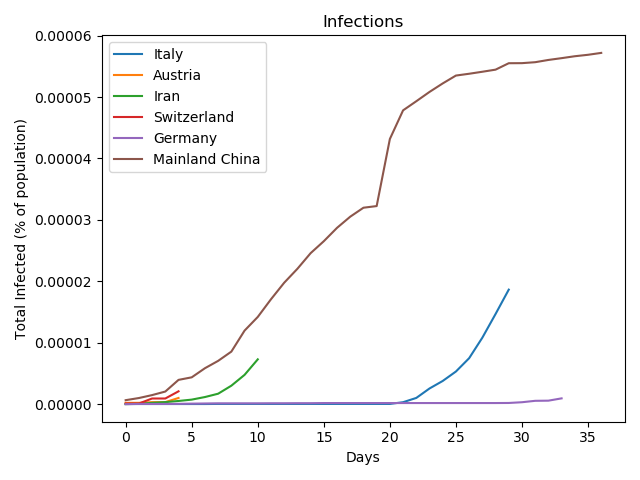 Infections
Total Infected (% of population)
0.00006
0.00005
0.00004
0.00003
0.00002
0.00001
0.00000
Italy
Austria
Iran
Switzerland
Germany
Mainland China
0 5 10 15 20 25 30 35
Days